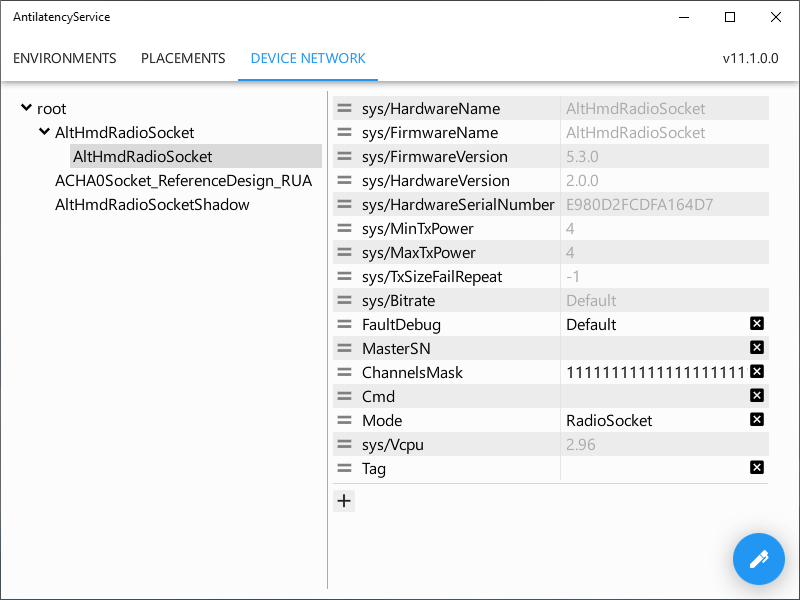 AntilatencyService
ENVIRONMENTS PLACEMENTS DEVICE NETWORK v11.1.0.0
root
AltHmdRadioSocket
AltHmdRadioSocket
ACHA0Socket_ReferenceDesign_RUA
AltHmdRadioSocketShadow
sys/HardwareName AltHmdRadioSocket
sys/FirmwareName AltHmdRadioSocket
sys/FirmwareVersion 5.3.0
sys/HardwareVersion 2.0.0
sys/HardwareSerialNumber E980D2FCDFA164D7
sys/MinTxPower 4
sys/MaxTxPower 4
sys/TxSizeFailRepeat -1
sys/Bitrate Default
FaultDebug Default
MasterSN
ChannelsMask 11111111111111111111
Cmd
Mode RadioSocket
sys/Vcpu 2.96
Tag